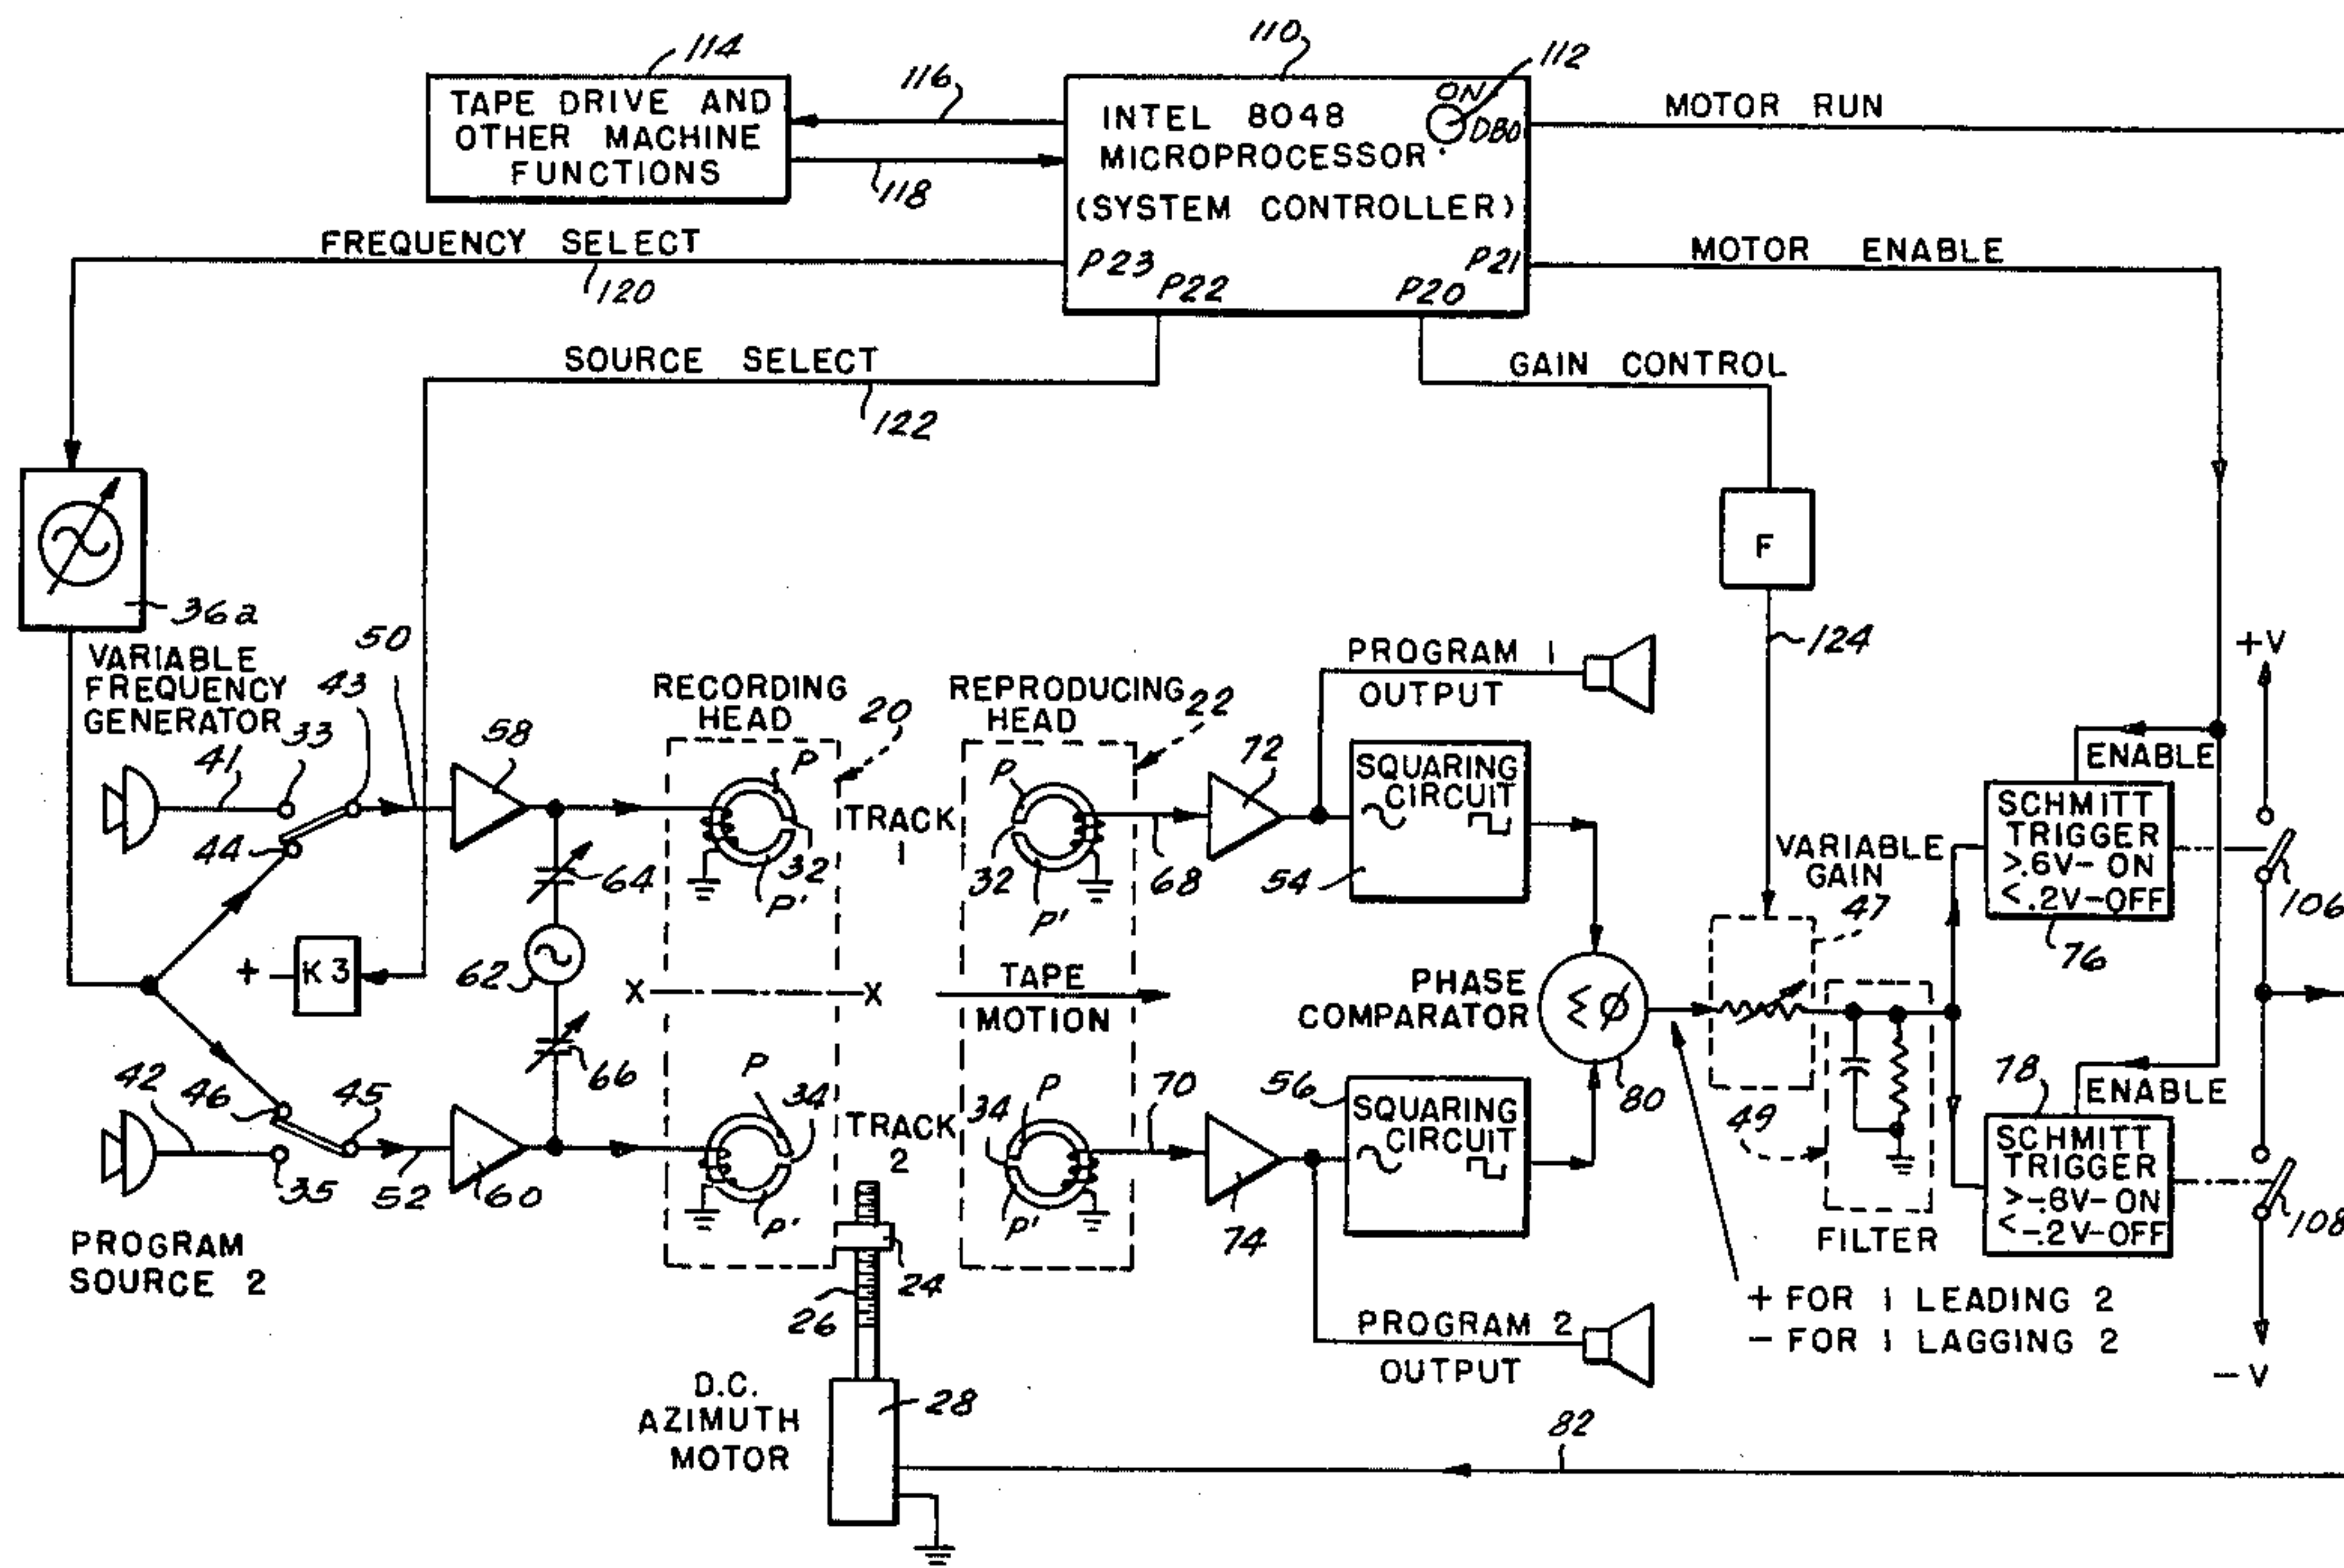 114
110
112
116
TAPE DRIVE AND
OTHER MACHINE
FUNCTIONS
118
INTEL 8048
MICROPROCESSOR
(SYSTEM CONTROLLER)
ON
DB0
P23
P22
P20
P21
MOTOR RUN
MOTOR ENABLE
FREQUENCY SELECT
120
SOURCE SELECT
122
GAIN CONTROL
F
124
36a
VARIABLE
FREQUENCY
GENERATOR
41
33
43
50
44
58
64
62
66
+
K3
42
46
45
35
52
60
PROGRAM
SOURCE 2
RECORDING
HEAD
20
P
32
P'
X
X
P
34
P'
TRACK
1
TRACK
2
24
26
D.C.
AZIMUTH
MOTOR
28
82
REPRODUCING
HEAD
22
P
32
P'
68
TAPE
MOTION
P
34
P'
70
72
74
PROGRAM 1
OUTPUT
SQUARING
CIRCUIT
54
PHASE
COMPARATOR
Σ Φ
80
56
SQUARING
CIRCUIT
PROGRAM 2
OUTPUT
VARIABLE
GAIN
47
49
FILTER
+ FOR 1 LEADING 2
- FOR 1 LAGGING 2
ENABLE
SCHMITT
TRIGGER
>.6V-ON
<.2V-OFF
76
78
ENABLE
SCHMITT
TRIGGER
>-.6V-ON
<-.2V-OFF
+V
106
108
-V